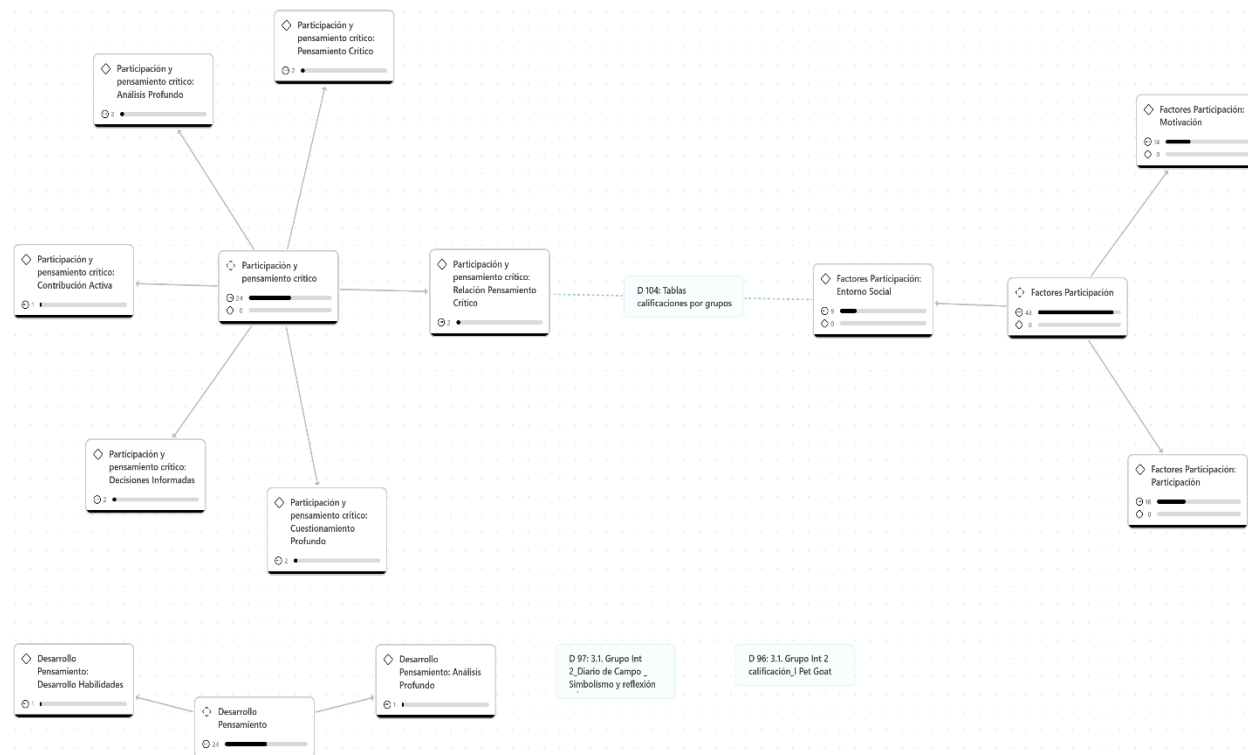 Participación y
pensamiento crítico:
Pensamiento Crítico
2
Participación y
pensamiento crítico:
Análisis Profundo
2
Factores Participación:
Motivación
14
0
Participación y
pensamiento crítico:
Contribución Activa
1
Participación y
pensamiento crítico
24
0
Participación y
pensamiento crítico:
Relación Pensamiento
Crítico
2
D 104: Tablas
calificaciones por grupos
Factores Participación:
Entorno Social
9
0
Factores Participación
43
0
Participación y
pensamiento crítico:
Decisiones Informadas
2
Participación y
pensamiento crítico:
Cuestionamiento
Profundo
2
Factores Participación:
Participación
16
0
Desarrollo
Pensamiento:
Desarrollo Habilidades
1
Desarrollo
Pensamiento: Análisis
Profundo
1
D 97: 3.1. Grupo Int
2_Diario de Campo _
Simbolismo y reflexión
D 96: 3.1. Grupo Int 2
calificación_I Pet Goat
Desarrollo
Pensamiento
24